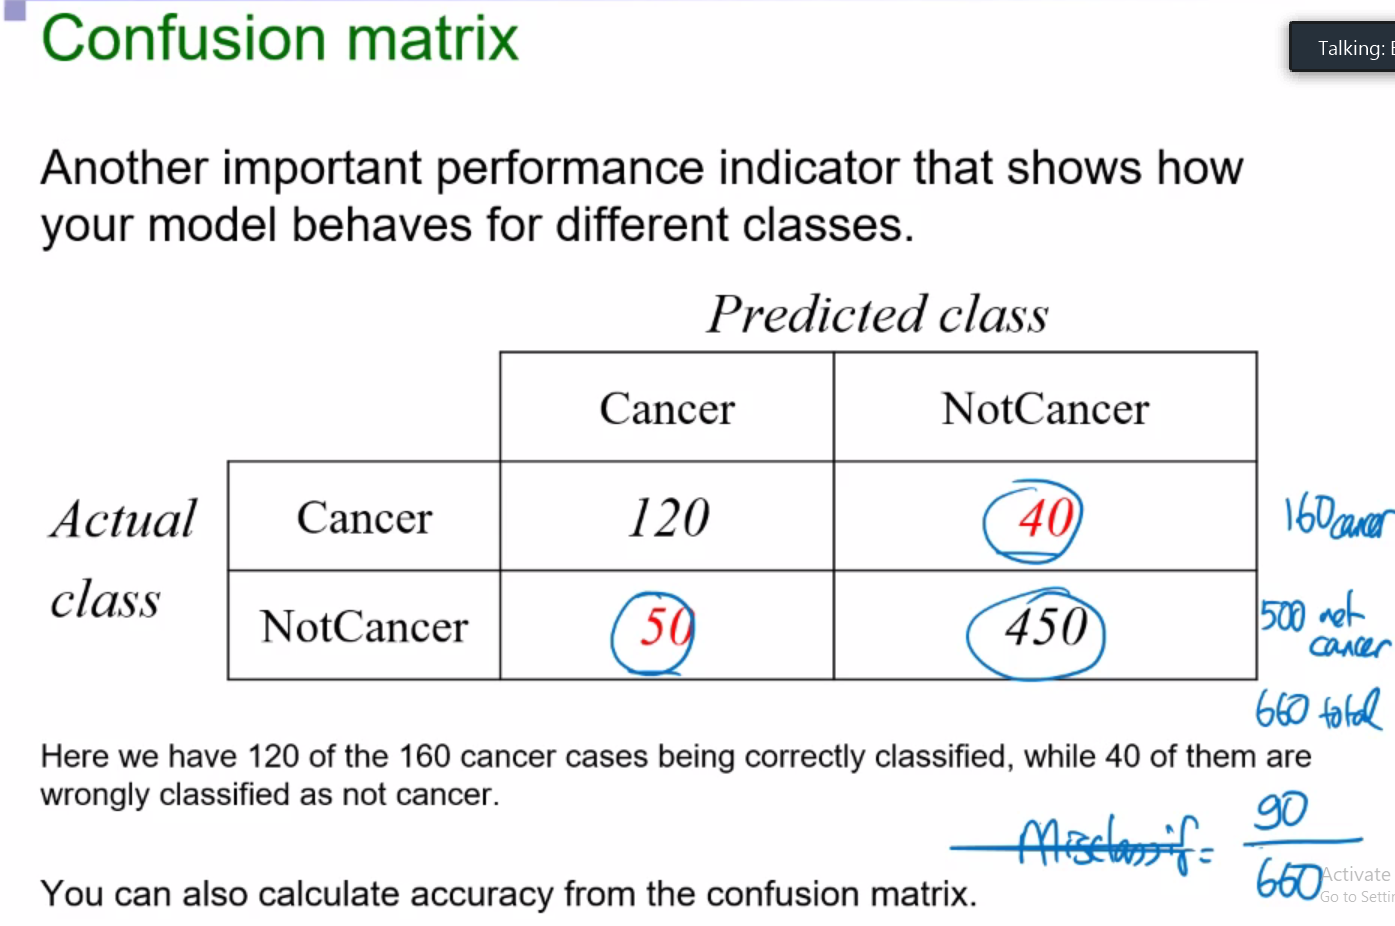 Confusion matrix
Talking:
Another important performance indicator that shows how
your model behaves for different classes.
Predicted class
Cancer NotCancer
Actual
class
Cancer 120 40
160 cancer
NotCancer 50 450
500 not
cancer
660 total
Here we have 120 of the 160 cancer cases being correctly classified, while 40 of them are
wrongly classified as not cancer.
Misclassif = 90
660
You can also calculate accuracy from the confusion matrix.
Activate
Go to Settin